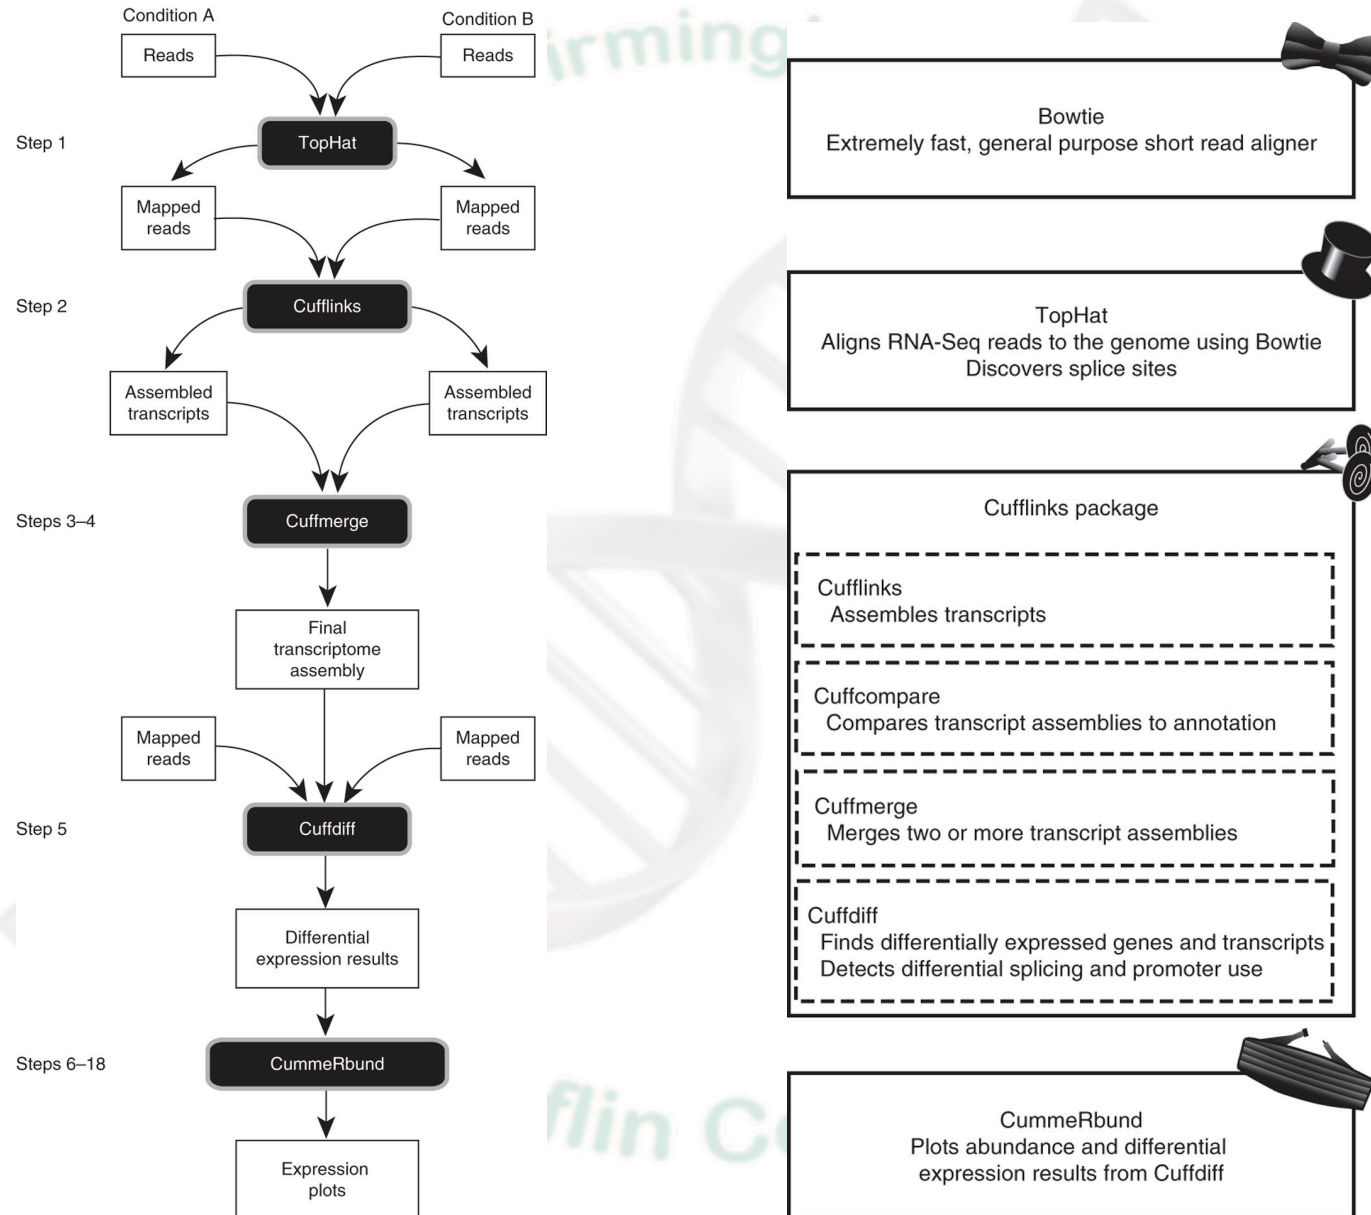 Condition A
Condition B
Reads
Reads
Step 1
TopHat
Mapped
reads
Mapped
reads
Step 2
Cufflinks
Assembled
transcripts
Assembled
transcripts
Steps 3–4
Cuffmerge
Final
transcriptome
assembly
Mapped
reads
Mapped
reads
Step 5
Cuffdiff
Differential
expression results
Steps 6–18
CummeRbund
Expression
plots
Bowtie
Extremely fast, general purpose short read aligner
TopHat
Aligns RNA-Seq reads to the genome using Bowtie
Discovers splice sites
Cufflinks package
Cufflinks
Assembles transcripts
Cuffcompare
Compares transcript assemblies to annotation
Cuffmerge
Merges two or more transcript assemblies
Cuffdiff
Finds differentially expressed genes and transcripts
Detects differential splicing and promoter use
CummeRbund
Plots abundance and differential
expression results from Cuffdiff